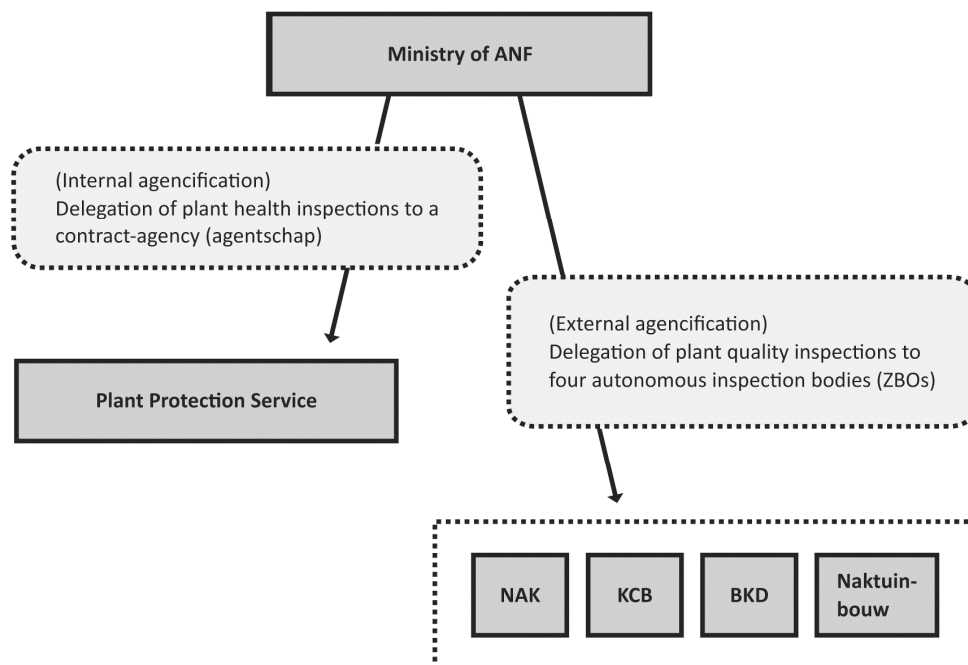 Ministry of ANF
(Internal agencification)
Delegation of plant health inspections to a
contract-agency (agentschap)
(External agencification)
Delegation of plant quality inspections to
four autonomous inspection bodies (ZBOs)
Plant Protection Service
NAK
KCB
BKD
Naktuin-
bouw